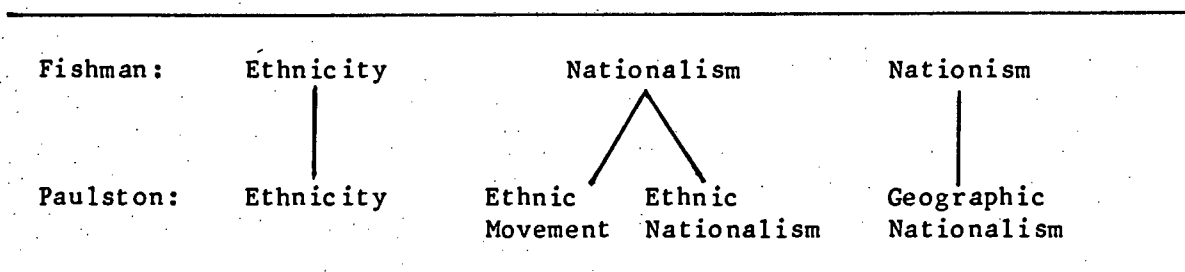 Fishman: Ethnicity Nationalism Nationism
Paulston: Ethnicity Ethnic Ethnic Geographic
Movement Nationalism Nationalism